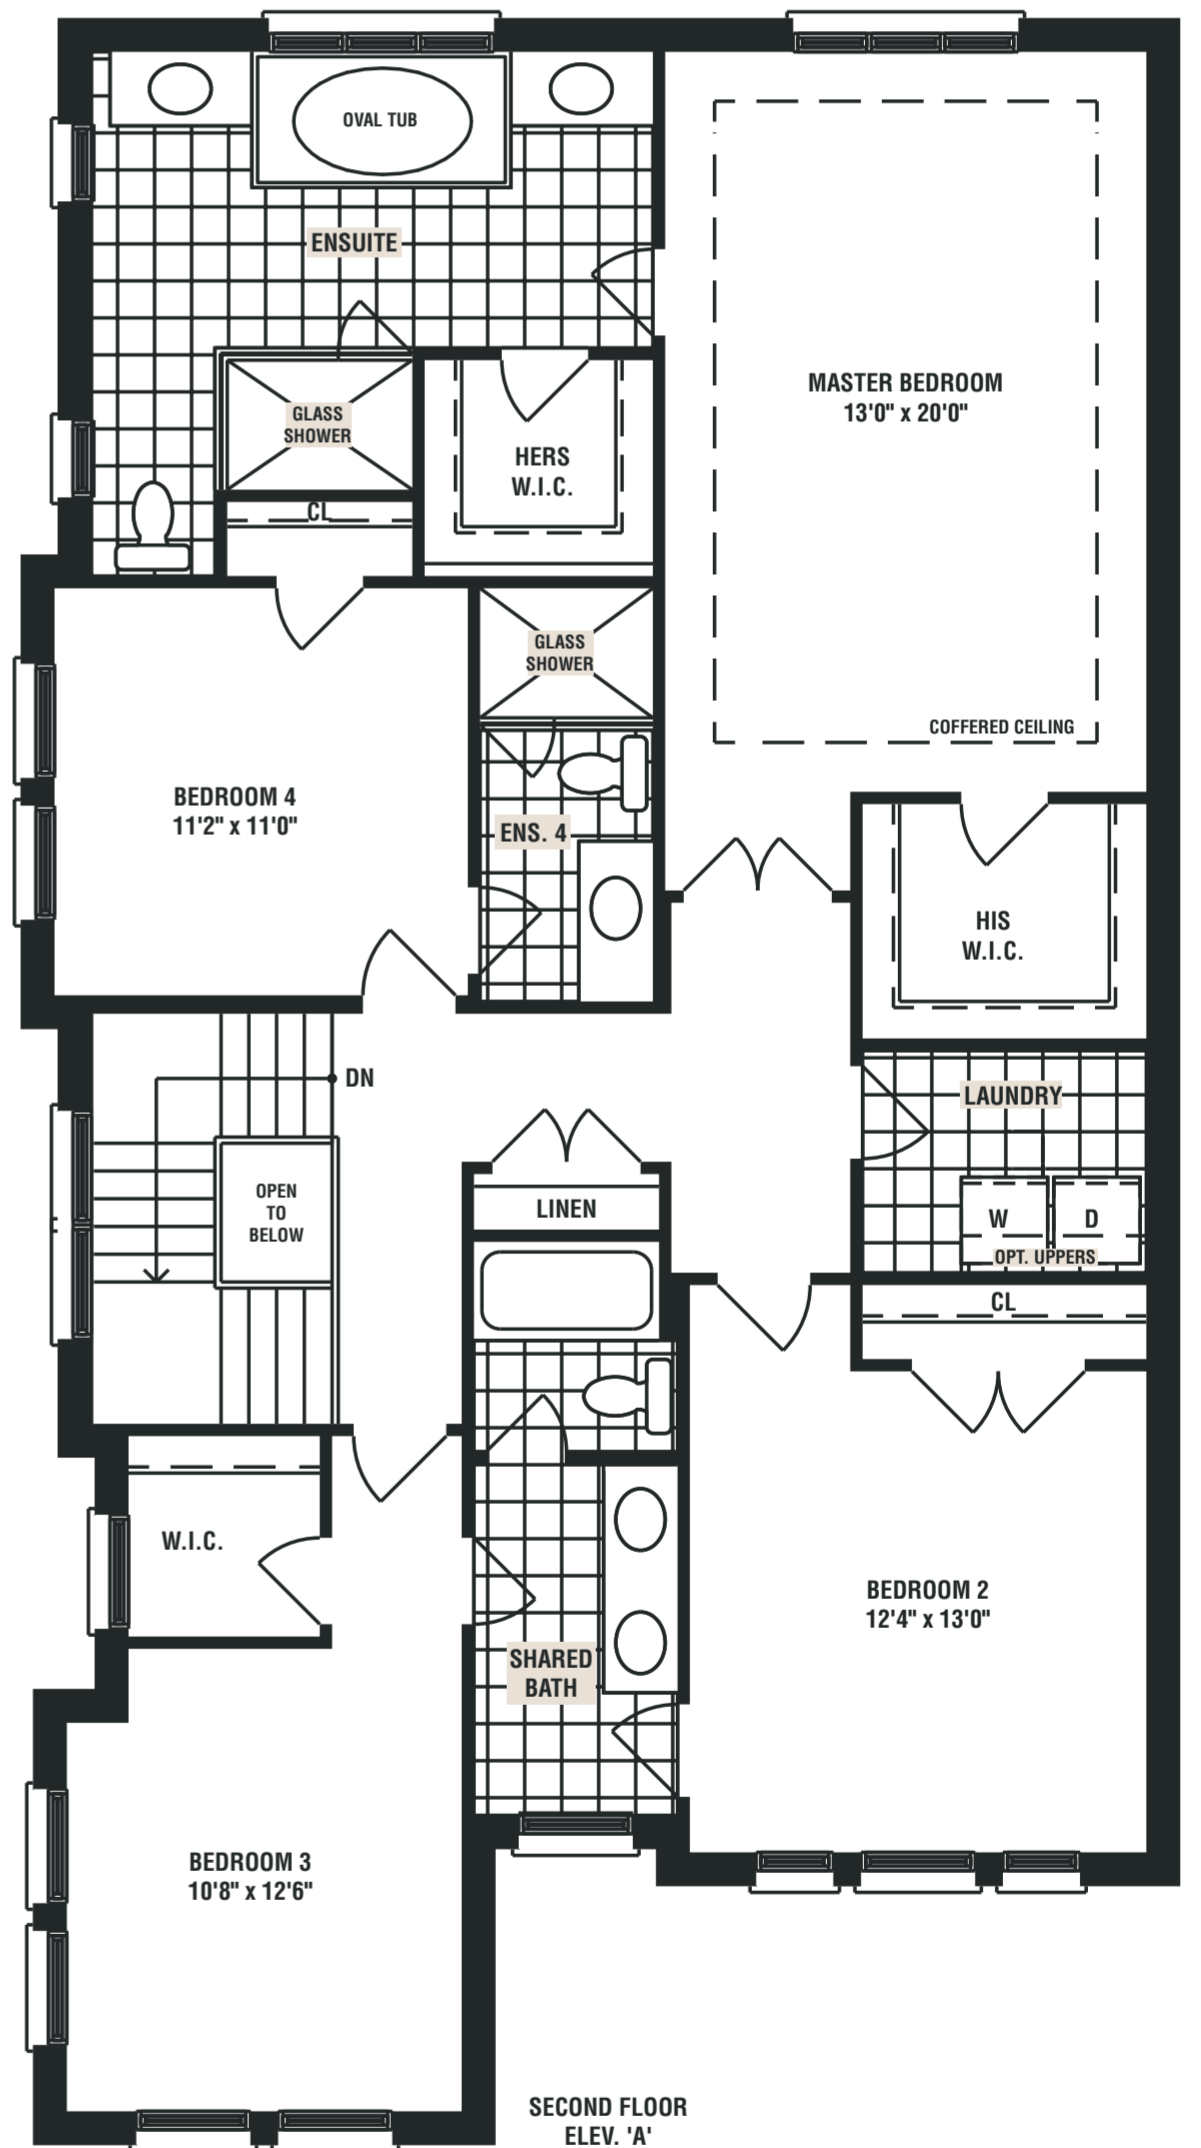 OVAL TUB
ENSUITE
MASTER BEDROOM
13'0" x 20'0"
GLASS
SHOWER
HERS
W.I.C.
CL
GLASS
SHOWER
COFFERED CEILING
BEDROOM 4
11'2" x 11'0"
ENS. 4
HIS
W.I.C.
DN
LAUNDRY
OPEN
TO
BELOW
LINEN
W
D
OPT. UPPERS
CL
W.I.C.
BEDROOM 2
12'4" x 13'0"
SHARED
BATH
BEDROOM 3
10'8" x 12'6"
SECOND FLOOR
ELEV. 'A'